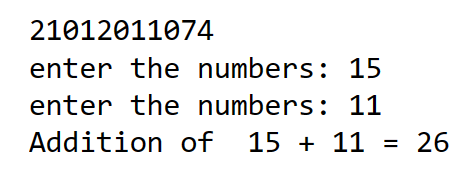 21012011074
enter the numbers: 15
enter the numbers: 11
Addition of  15 + 11 = 26